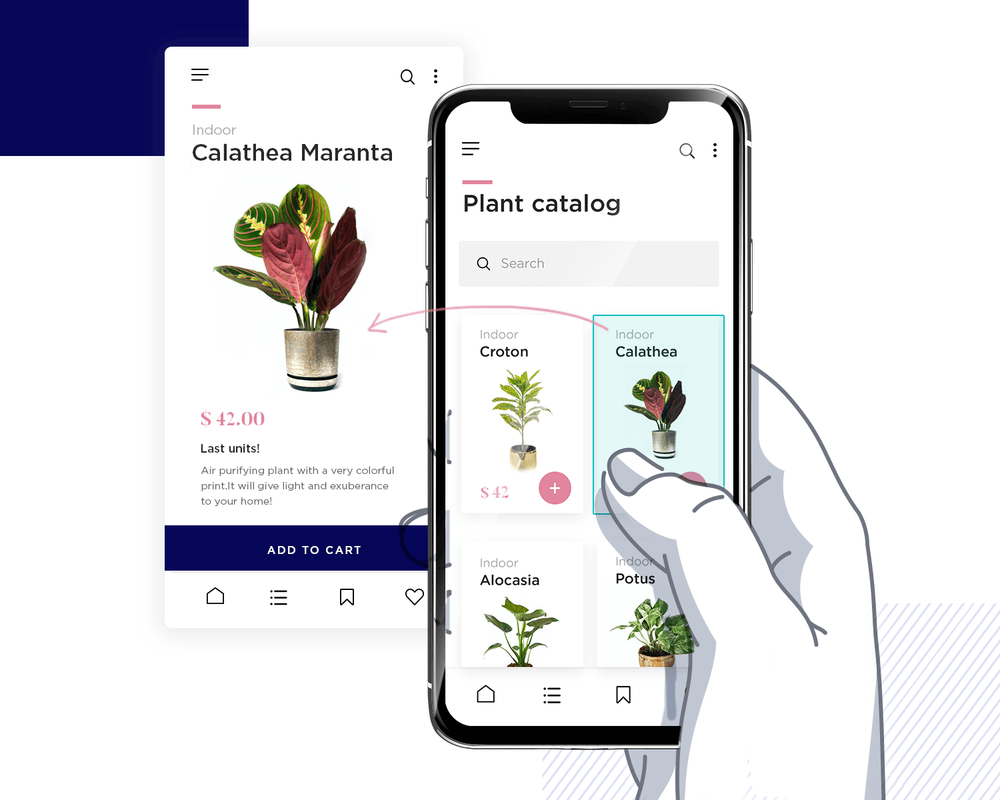 Indoor
Calathea Maranta
$ 42.00
Last units!
Air purifying plant with a very colorful
print.It will give light and exuberance
to your home!
ADD TO CART
Plant catalog
Search
Indoor
Croton
$ 42
Indoor
Calathea
Indoor
Alocasia
Indoor
Potus